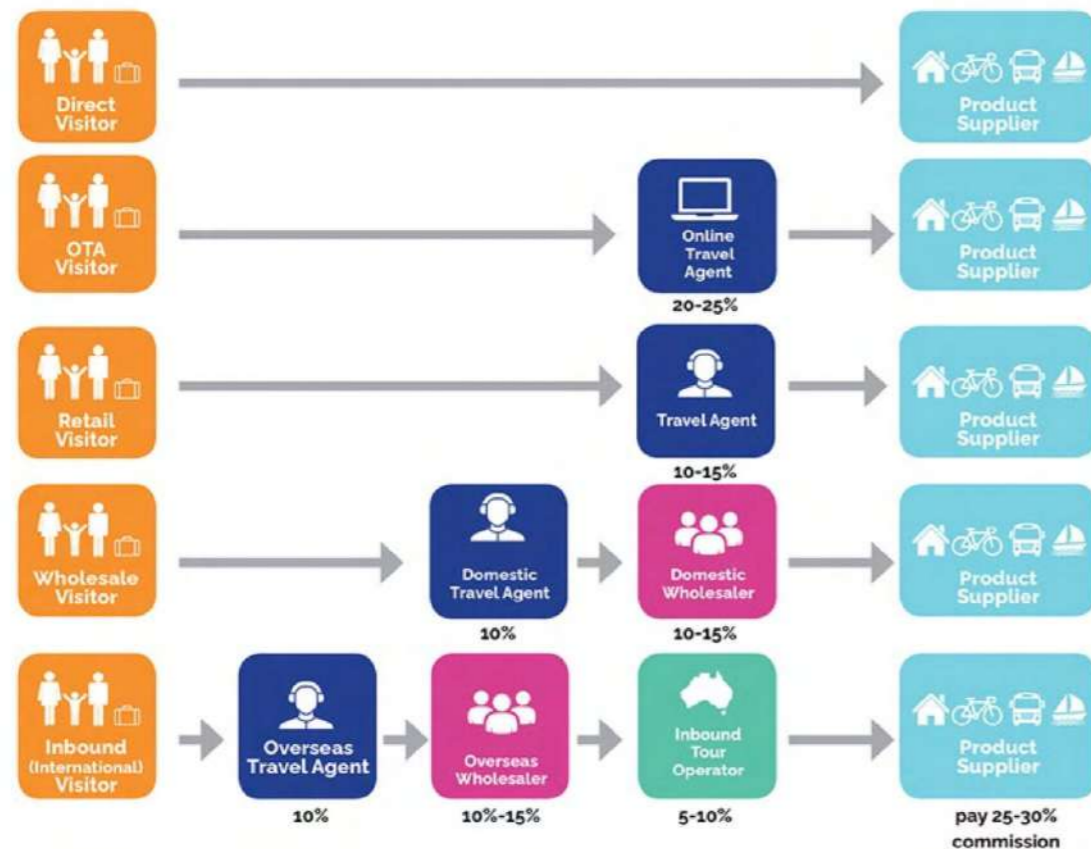 Direct
Visitor
Product
Supplier
OTA
Visitor
Online
Travel
Agent
20-25%
Product
Supplier
Retail
Visitor
Travel Agent
10-15%
Product
Supplier
Wholesale
Visitor
Domestic
Travel Agent
10%
Domestic
Wholesaler
10-15%
Product
Supplier
Inbound
(International)
Visitor
Overseas
Travel Agent
10%
Overseas
Wholesaler
10%-15%
Inbound
Tour
Operator
5-10%
Product
Supplier
pay 25-30%
commission